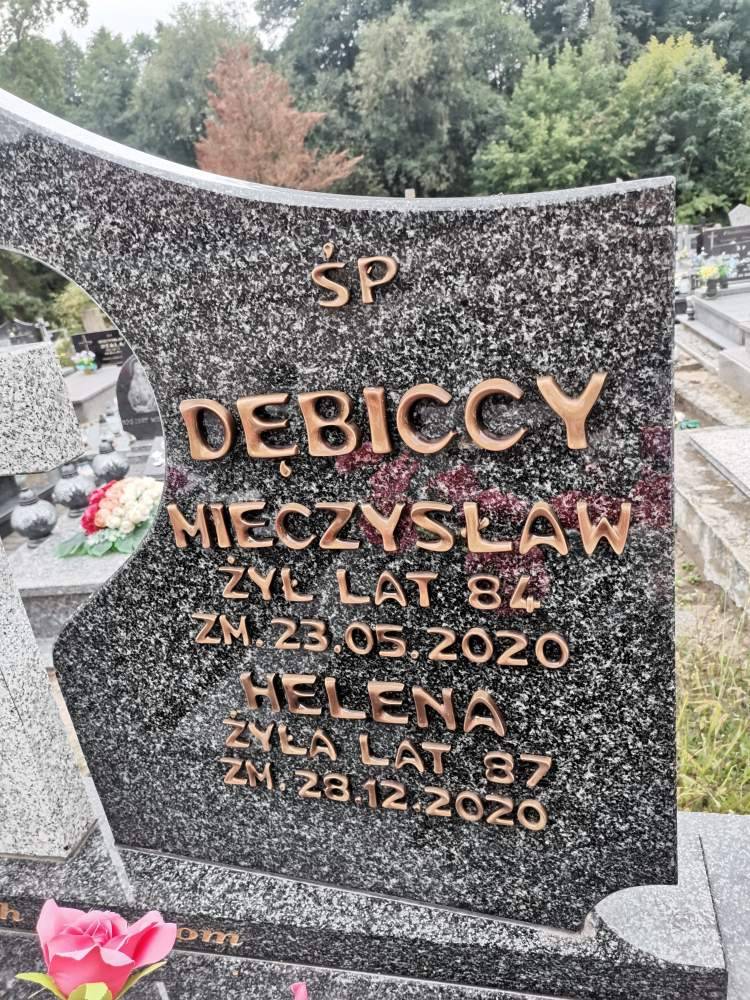 ŚP
DĘBICCY
MIECZYSŁAW
ŻYŁ LAT 84
ZM. 23.05.2020
HELENA
ŻYŁA LAT 87
ZM. 28.12.2020